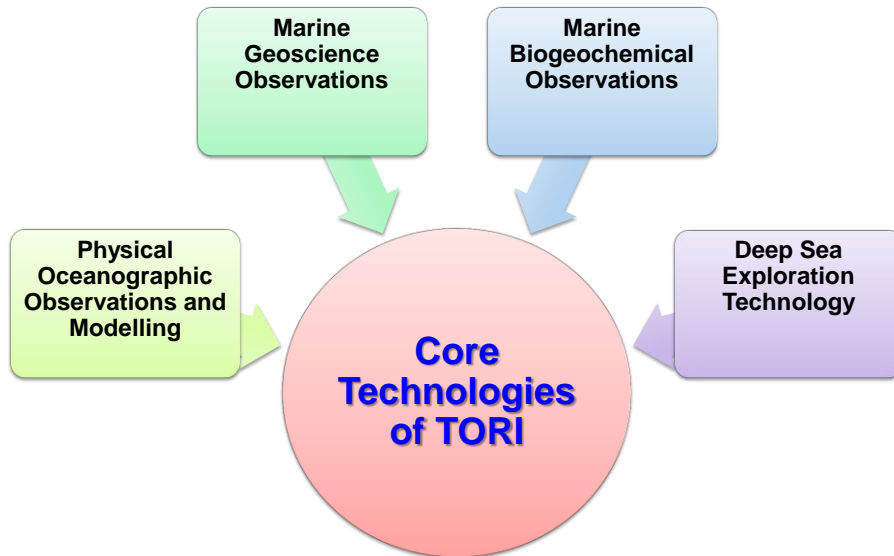 Marine
Geoscience
Observations
Marine
Biogeochemical
Observations
Physical
Oceanographic
Observations and
Modelling
Deep Sea
Exploration
Technology
Core
Technologies
of TORI